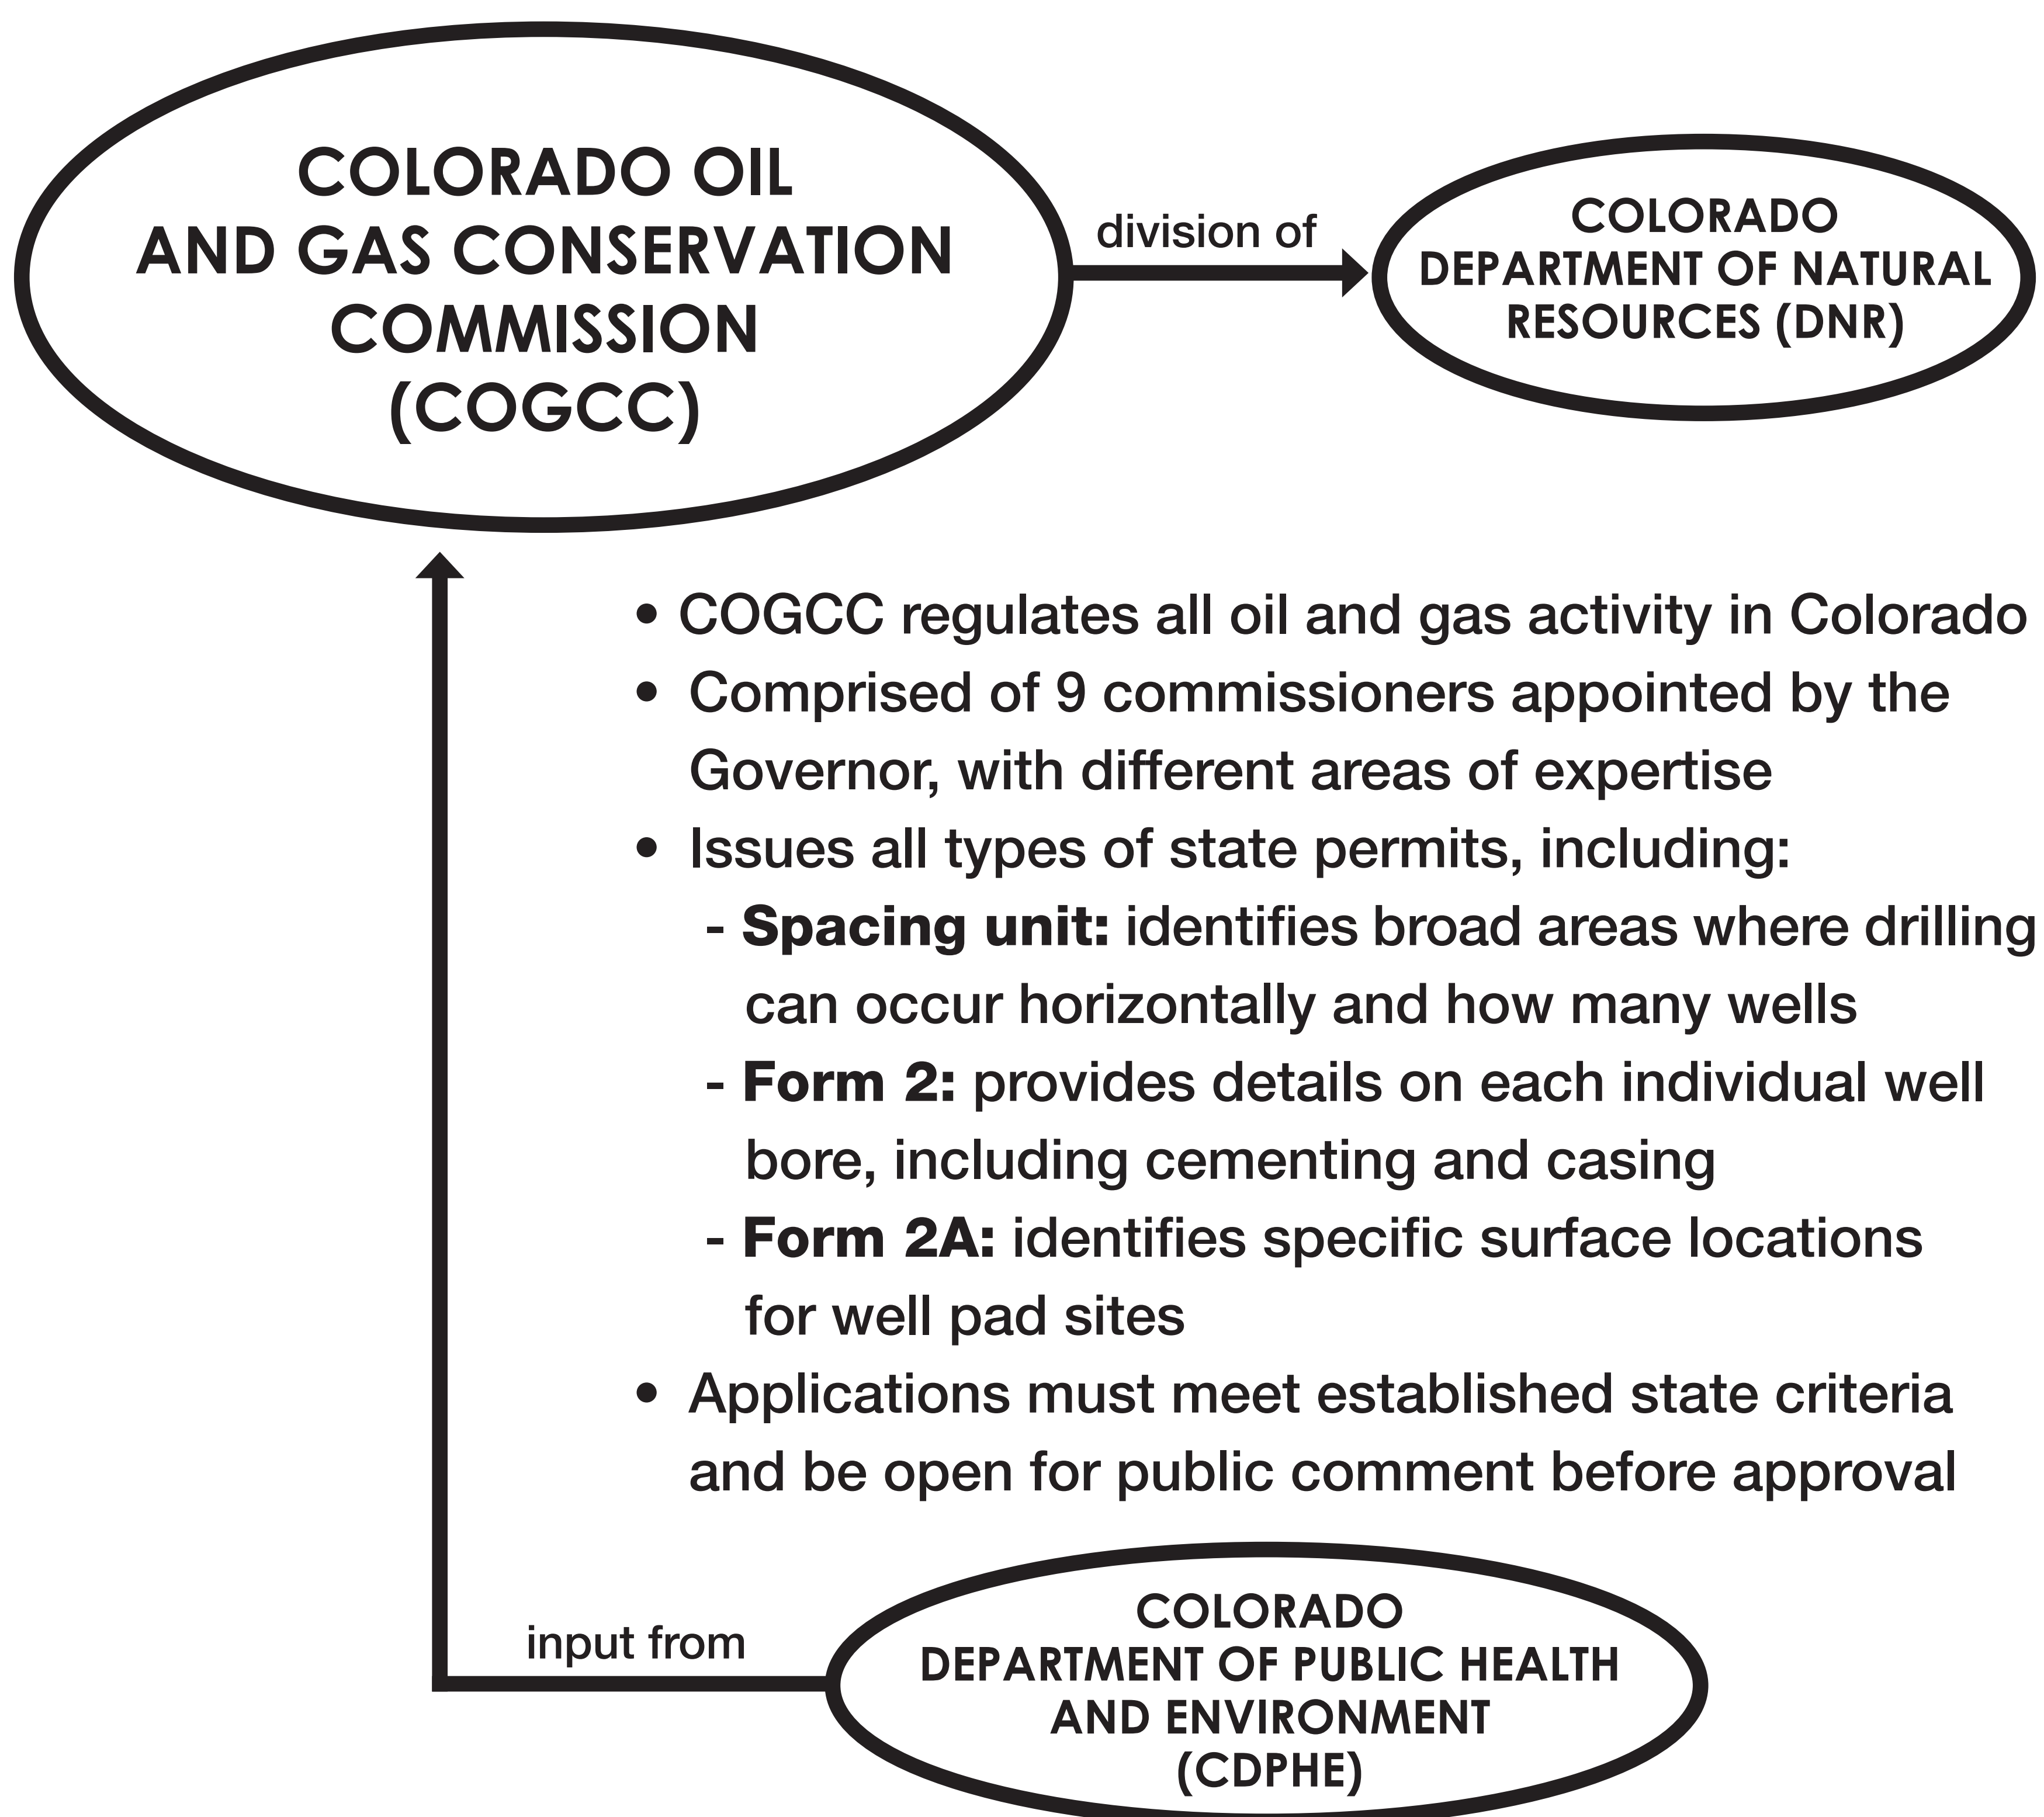 COLORADO OIL
AND GAS CONSERVATION
COMMISSION
(COGCC)
division of
COLORADO
DEPARTMENT OF NATURAL
RESOURCES (DNR)
• COGCC regulates all oil and gas activity in Colorado
• Comprised of 9 commissioners appointed by the
Governor, with different areas of expertise
• Issues all types of state permits, including:
- Spacing unit: identifies broad areas where drilling
can occur horizontally and how many wells
- Form 2: provides details on each individual well
bore, including cementing and casing
- Form 2A: identifies specific surface locations
for well pad sites
• Applications must meet established state criteria
and be open for public comment before approval
input from
COLORADO
DEPARTMENT OF PUBLIC HEALTH
AND ENVIRONMENT
(CDPHE)